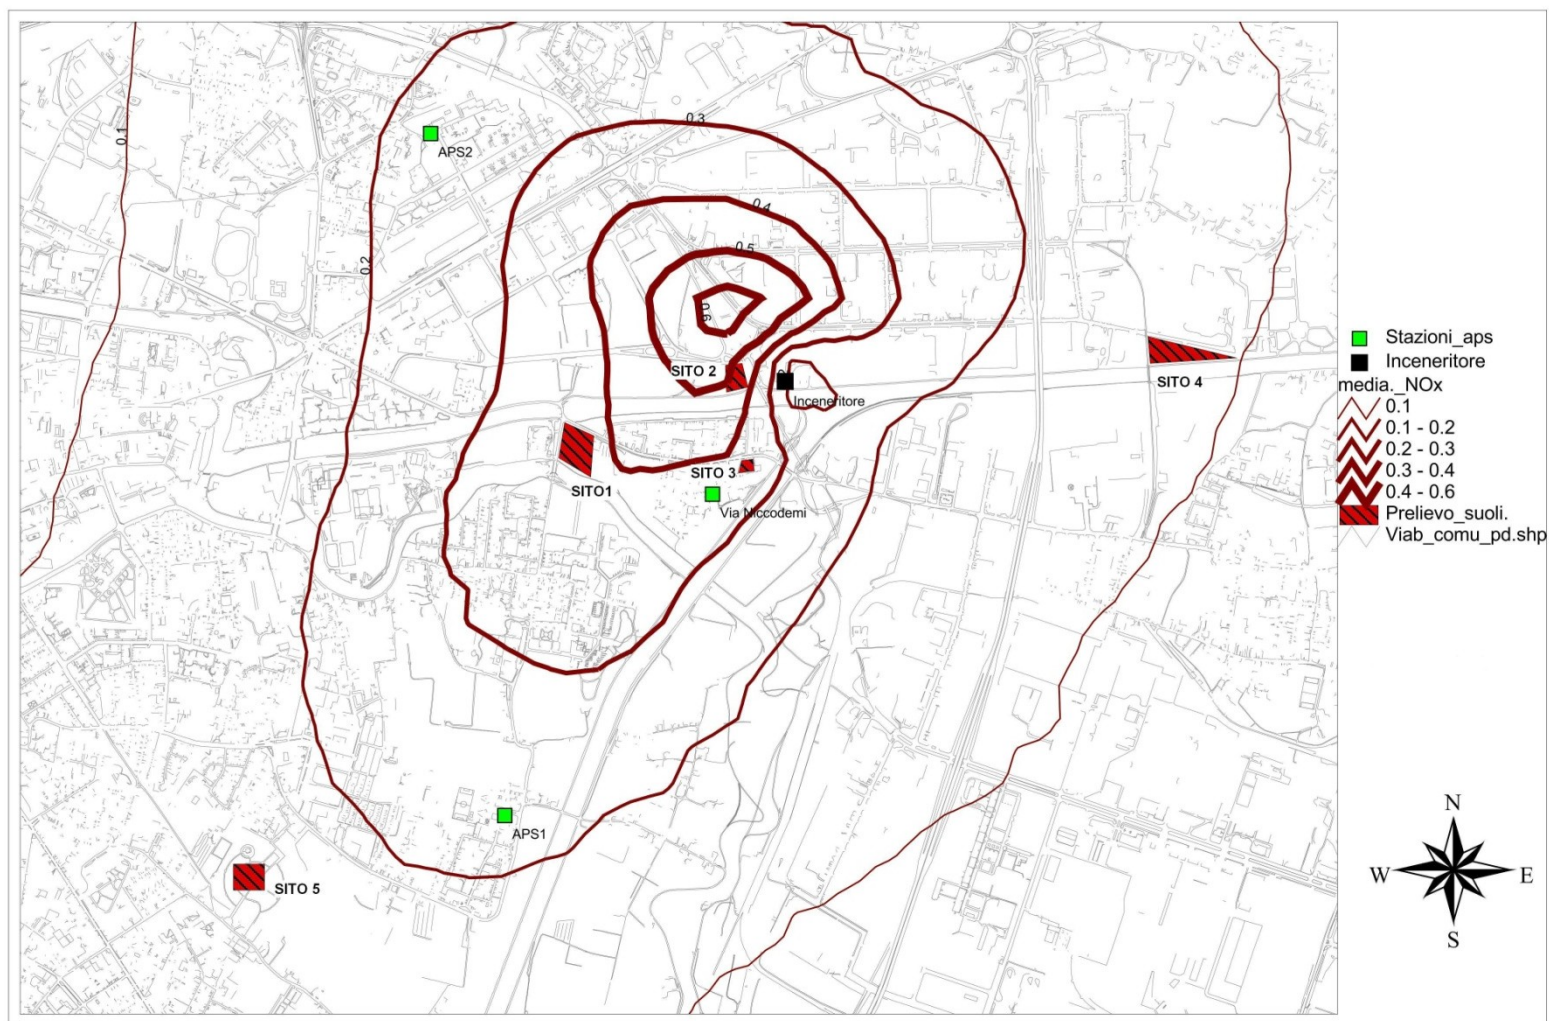 0.1
0.3
APS2
0.4
0.5
0.2
0.6
SITO 2
Inceneritore
SITO 4
SITO 3
SITO1
Via Niccodemi
APS1
SITO 5
Stazioni_aps
Inceneritore
media._NOx
0.1
0.1 - 0.2
0.2 - 0.3
0.3 - 0.4
0.4 - 0.6
Prelievo_suoli.
Viab_comu_pd.shp
N
W E
S